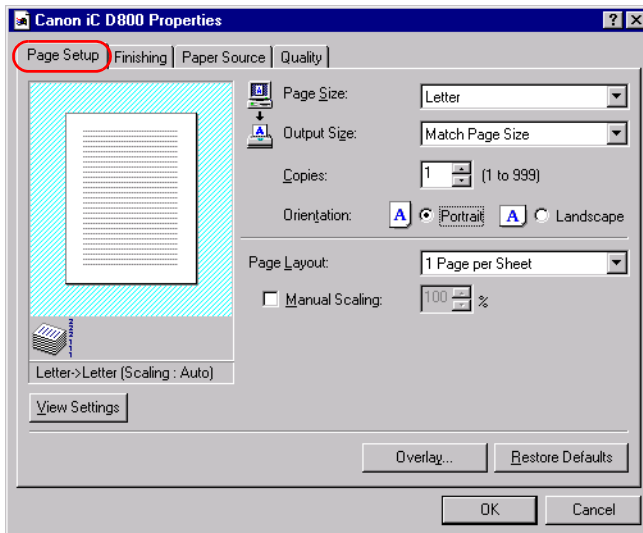 Canon iC D800 Properties
Page Setup Finishing Paper Source Quality
Page Size: Letter
Output Size: Match Page Size
Copies: 1 (1 to 999)
Orientation: A Portrait A Landscape
Page Layout: 1 Page per Sheet
Manual Scaling: 100 %
Letter->Letter (Scaling : Auto)
View Settings
Overlay... Restore Defaults
OK Cancel